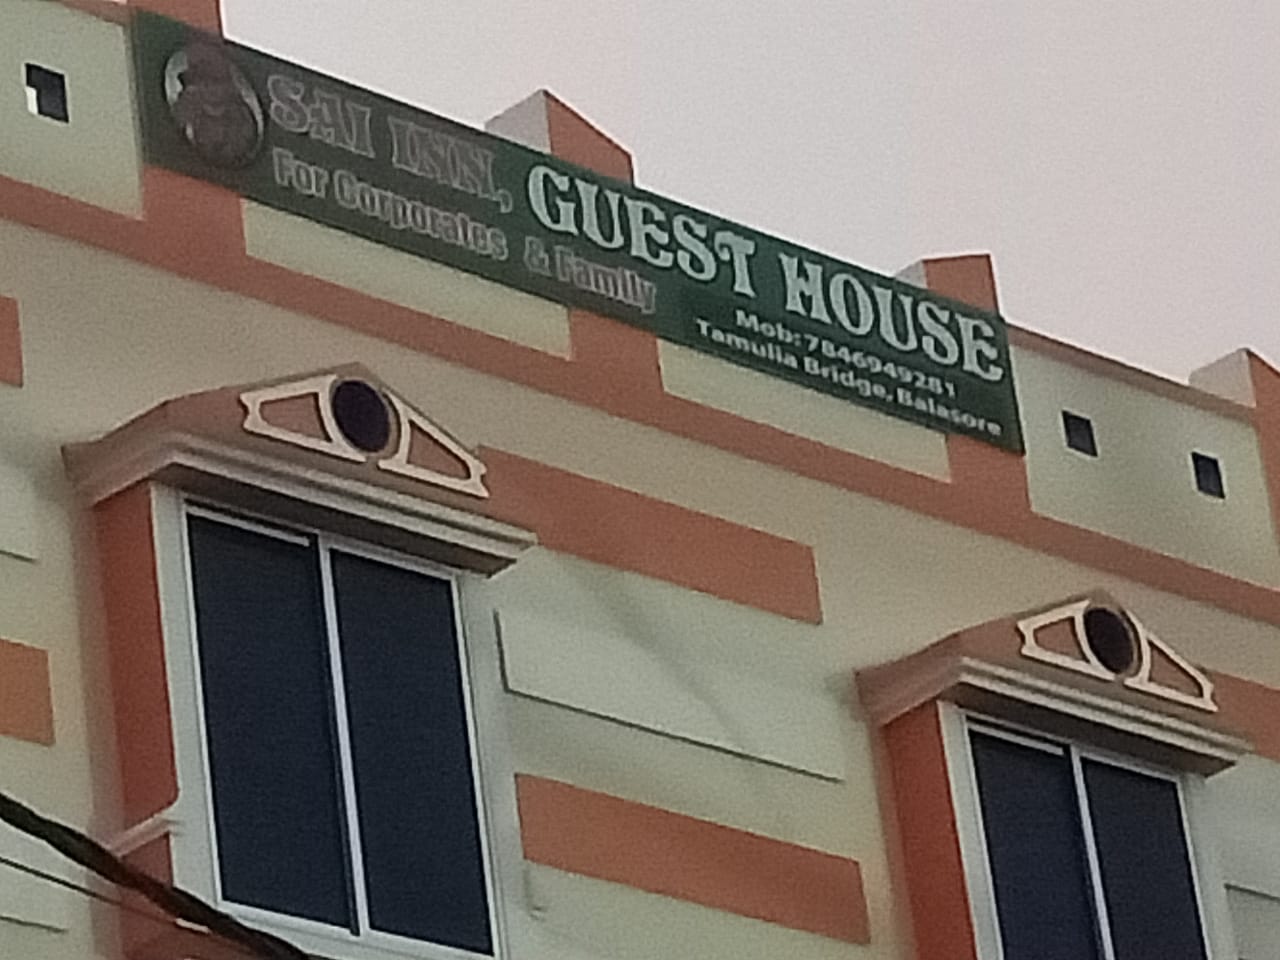 SAI INN, GUEST HOUSE
For Corporates & Family
Mob:7846949281
Tamulia Bridge, Balasore